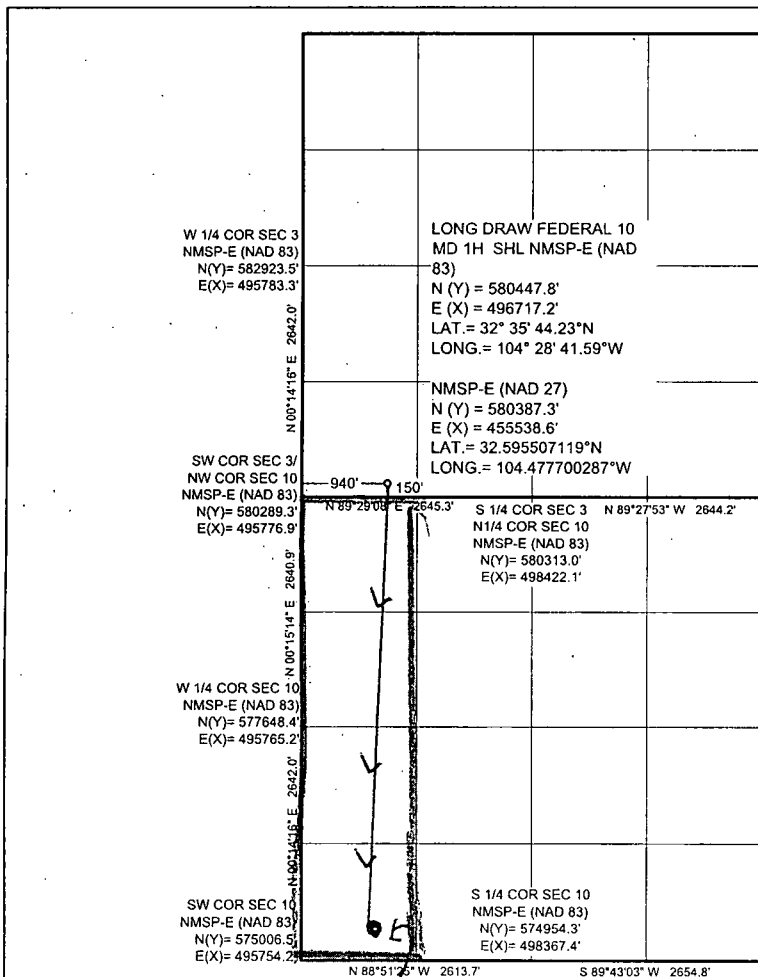 W 1/4 COR SEC 3
NMSP-E (NAD 83)
N(Y)= 582923.5'
E(X)= 495783.3'
N 00°14'16" E 2642.0'
LONG DRAW FEDERAL 10
MD 1H SHL NMSP-E (NAD
83)
N (Y) = 580447.8'
E (X) = 496717.2'
LAT.= 32° 35' 44.23"N
LONG.= 104° 28' 41.59"W
NMSP-E (NAD 27)
N (Y) = 580387.3'
E (X) = 455538.6'
LAT.= 32.595507119°N
LONG.= 104.477700287°W
SW COR SEC 3/
NW COR SEC 10
NMSP-E (NAD 83)
N(Y)= 580289.3'
E(X)= 495776.9'
940'
150'
N 89°29'08" E 2645.3'
S 1/4 COR SEC 3
N1/4 COR SEC 10
NMSP-E (NAD 83)
N(Y)= 580313.0'
E(X)= 498422.1'
N 89°27'53" W 2644.2'
N 00°15'14" E 2640.9'
W 1/4 COR SEC 10
NMSP-E (NAD 83)
N(Y)= 577648.4'
E(X)= 495765.2'
N 00°14'16" E 2642.0'
SW COR SEC 10
NMSP-E (NAD 83)
N(Y)= 575006.5'
E(X)= 495754.2'
S 1/4 COR SEC 10
NMSP-E (NAD 83)
N(Y)= 574954.3'
E(X)= 498367.4'
N 88°51'25" W 2613.7'
S 89°43'03" W 2654.8'